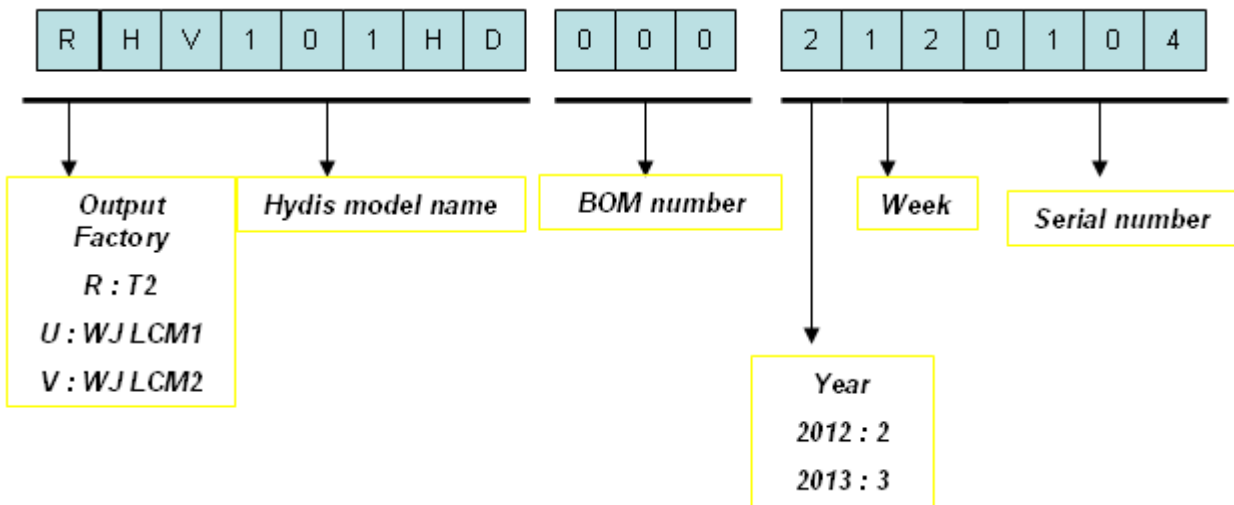 R H V 1 0 1 H D 0 0 0 2 1 2 0 1 0 4
Output
Factory
R : T2
U : WJ LCM1
V : WJ LCM2
Hydis model name
BOM number
Week
Serial number
Year
2012 : 2
2013 : 3